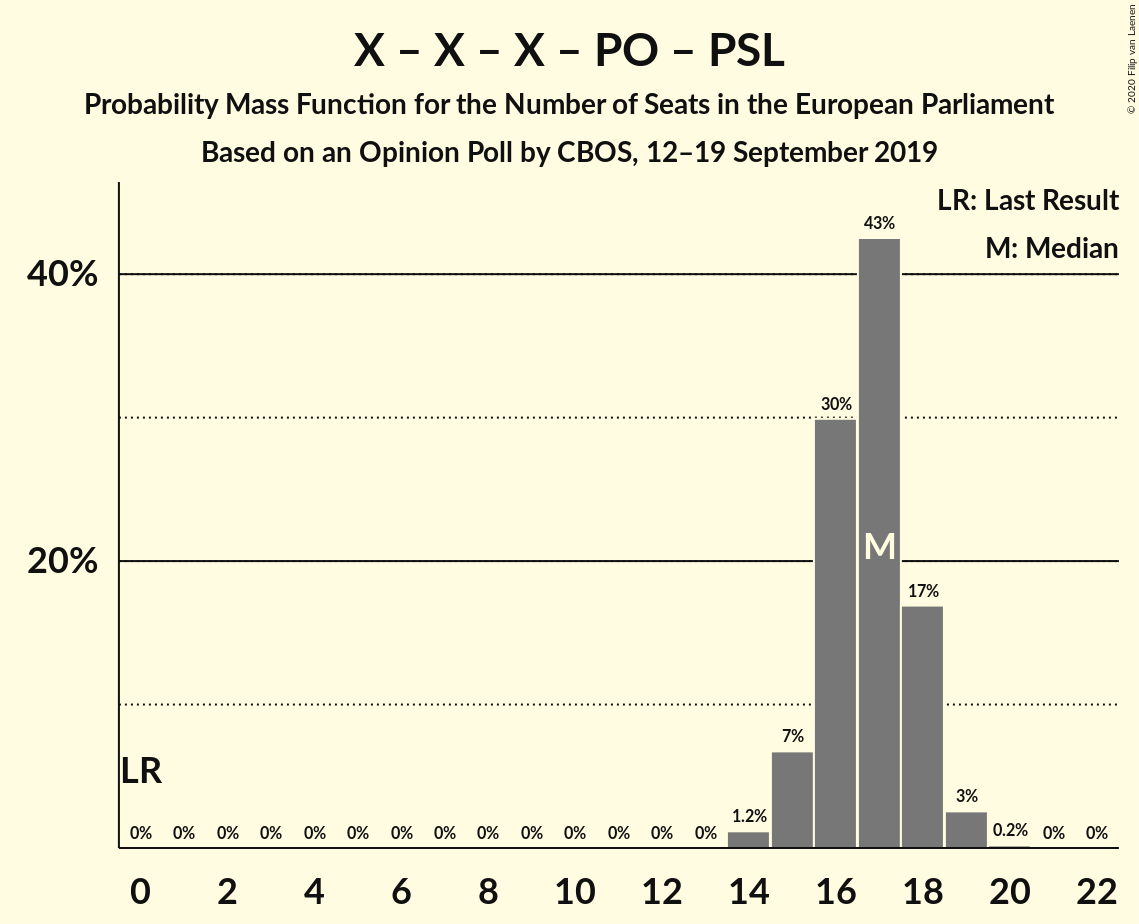 X – X – X – PO – PSL
Probability Mass Function for the Number of Seats in the European Parliament
Based on an Opinion Poll by CBOS, 12–19 September 2019
© 2020 Filip van Laenen
LR: Last Result
M: Median
40%
20%
43%
30%
M
17%
7%
LR
3%
1.2%
0.2%
0% 0% 0% 0% 0% 0% 0% 0% 0% 0% 0% 0% 0% 0% 0% 0%
0 2 4 6 8 10 12 14 16 18 20 22